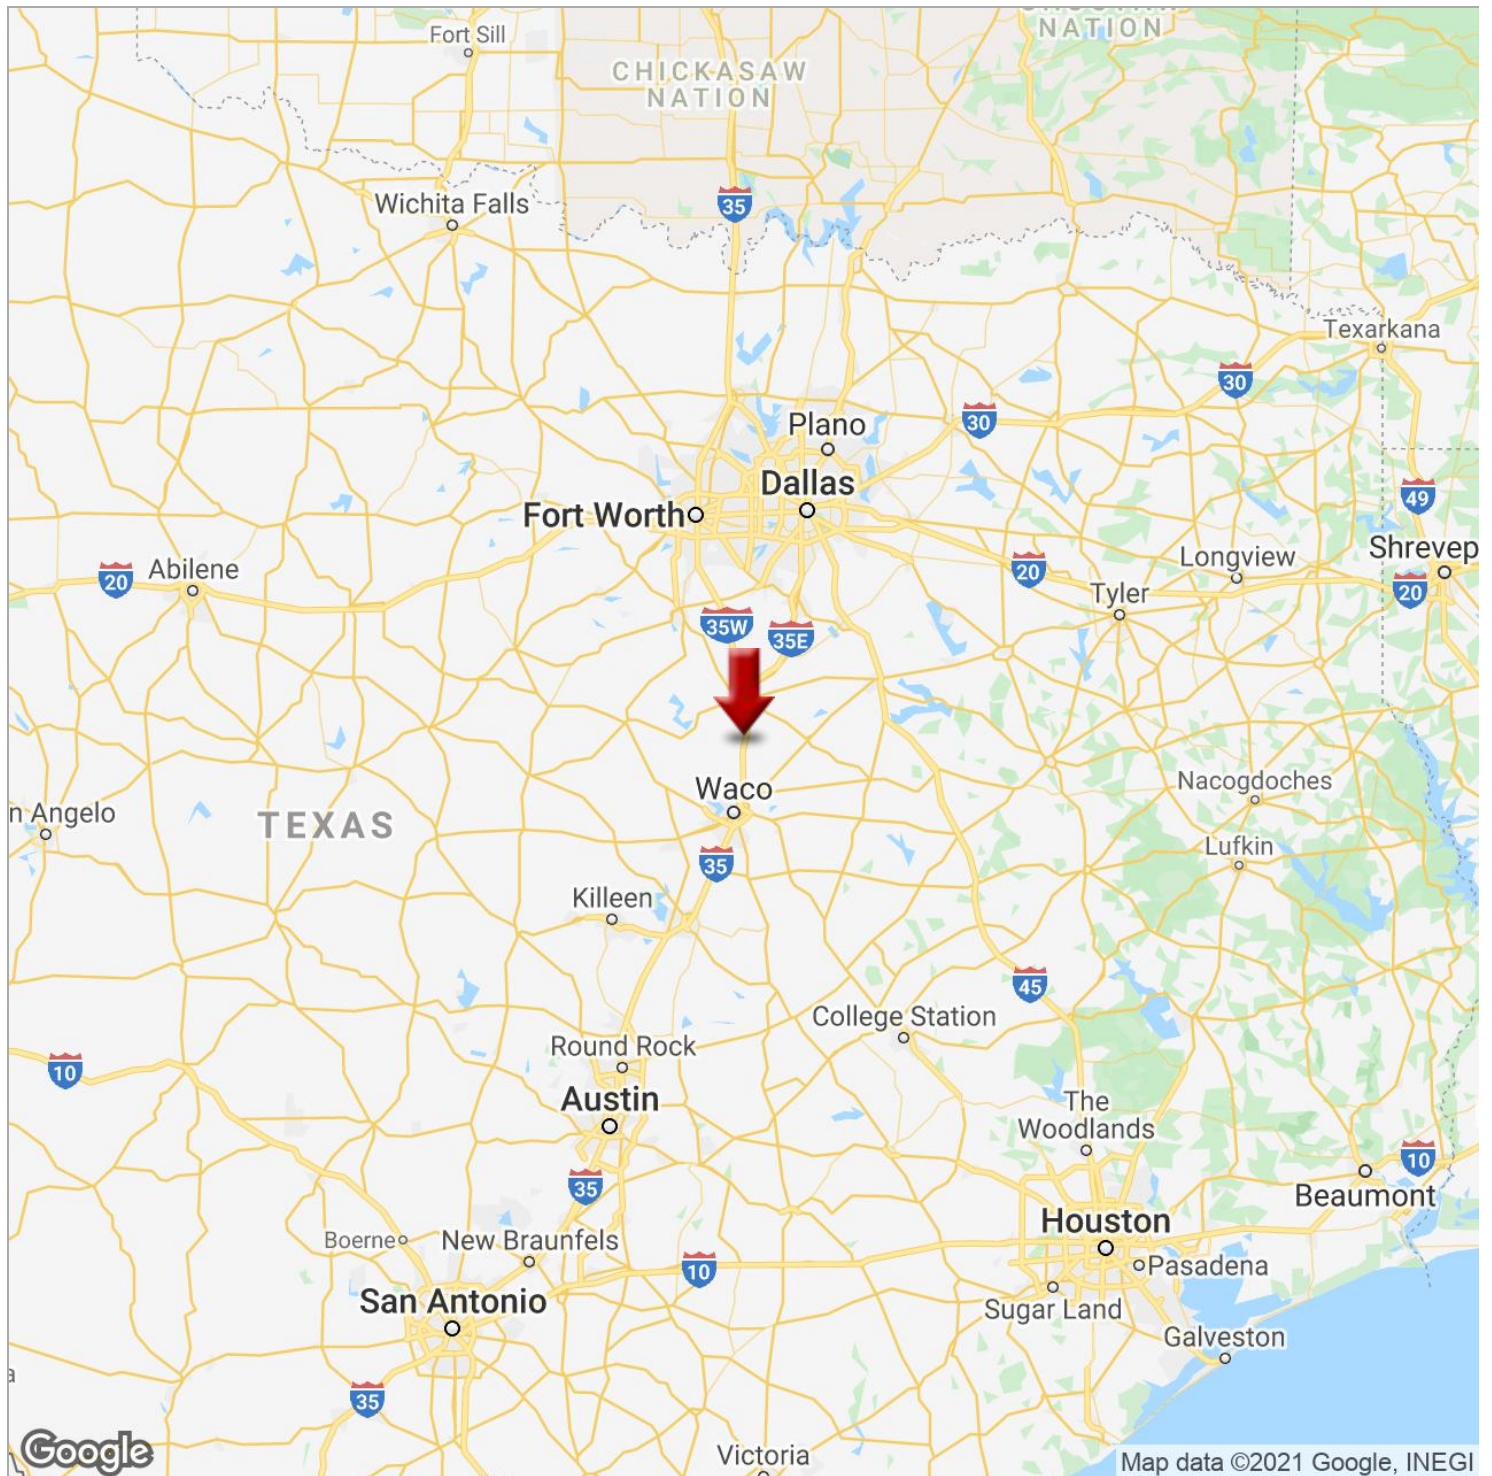 NATION
Fort Sill
CHICKASAW
NATION
Wichita Falls
35
Texarkana
30
30
Plano
Dallas
49
Fort Worth
Shrevep
Longview
20
Abilene
20
Tyler
20
35W
35E
Waco
Nacogdoches
n Angelo
TEXAS
Lufkin
35
Killeen
45
College Station
Round Rock
10
Austin
The
Woodlands
10
35
Beaumont
Houston
Boerne
New Braunfels
10
Pasadena
San Antonio
Sugar Land
Galveston
35
Google
Victoria
Map data ©2021 Google, INEGI